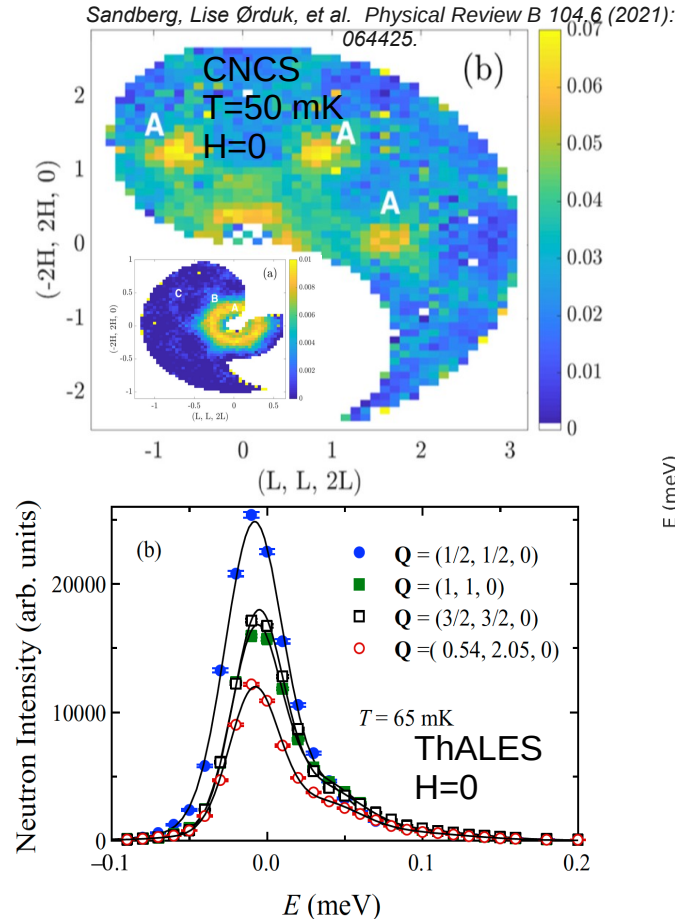 Sandberg, Lise Ørduk, et al. Physical Review B 104.6 (2021):
064425.
CNCS
T=50 mK
H=0
(b)
A
A
A
(-2H, 2H, 0)
2
1
0
-1
-2
-1
0
1
2
3
(L, L, 2L)
0.07
0.06
0.05
0.04
0.03
0.02
0.01
0
(a)
C
B
A
(-2H, 2H, 0)
1
0.5
0
-0.5
-1
-1
-0.5
0
0.5
(L, L, 2L)
0.01
0.008
0.006
0.004
0.002
0
E (meV)
(b)
Q = (1/2, 1/2, 0)
Q = (1, 1, 0)
Q = (3/2, 3/2, 0)
Q =( 0.54, 2.05, 0)
T = 65 mK
ThALES
H=0
Neutron Intensity (arb. units)
20000
10000
0
–0.1
0.0
0.1
0.2
E (meV)